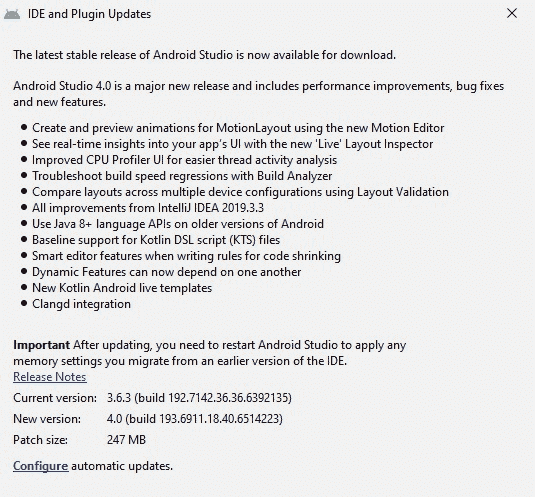 IDE and Plugin Updates
The latest stable release of Android Studio is now available for download.
Android Studio 4.0 is a major new release and includes performance improvements, bug fixes
and new features.
• Create and preview animations for MotionLayout using the new Motion Editor
• See real-time insights into your app's UI with the new 'Live' Layout Inspector
• Improved CPU Profiler UI for easier thread activity analysis
• Troubleshoot build speed regressions with Build Analyzer
• Compare layouts across multiple device configurations using Layout Validation
• All improvements from IntelliJ IDEA 2019.3.3
• Use Java 8+ language APIs on older versions of Android
• Baseline support for Kotlin DSL script (KTS) files
• Smart editor features when writing rules for code shrinking
• Dynamic Features can now depend on one another
• New Kotlin Android live templates
• Clangd integration
Important After updating, you need to restart Android Studio to apply any
memory settings you migrate from an earlier version of the IDE.
Release Notes
Current version: 3.6.3 (build 192.7142.36.36.6392135)
New version: 4.0 (build 193.6911.18.40.6514223)
Patch size: 247 MB
Configure automatic updates.